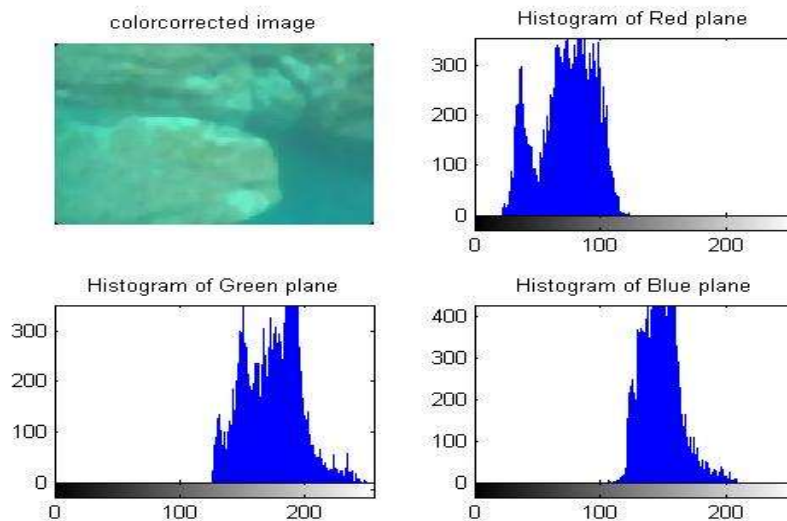 colorcorrected image
Histogram of Red plane
300
200
100
0
0 100 200
Histogram of Green plane
300
200
100
0
0 100 200
Histogram of Blue plane
400
300
200
100
0
0 100 200